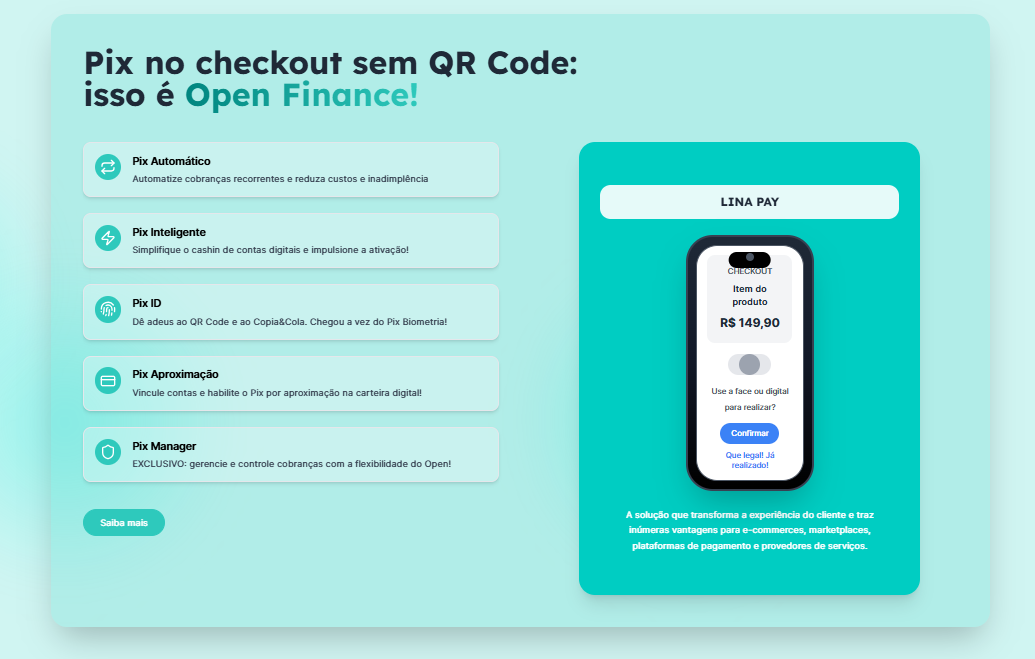 Pix no checkout sem QR Code:
isso é Open Finance!
Pix Automático
Automatize cobranças recorrentes e reduza custos e inadimplência
Pix Inteligente
Simplifique o cashin de contas digitais e impulsione a ativação!
Pix ID
Dê adeus ao QR Code e ao Copia&Cola. Chegou a vez do Pix Biometria!
Pix Aproximação
Vincule contas e habilite o Pix por aproximação na carteira digital!
Pix Manager
EXCLUSIVO: gerencie e controle cobranças com a flexibilidade do Open!
Saiba mais
LINA PAY
CHECKOUT
Item do
produto
R$ 149,90
Use a face ou digital
para realizar?
Confirmar
Que legal! Já
realizado!
A solução que transforma a experiência do cliente e traz
inúmeras vantagens para e-commerces, marketplaces,
plataformas de pagamento e provedores de serviços.